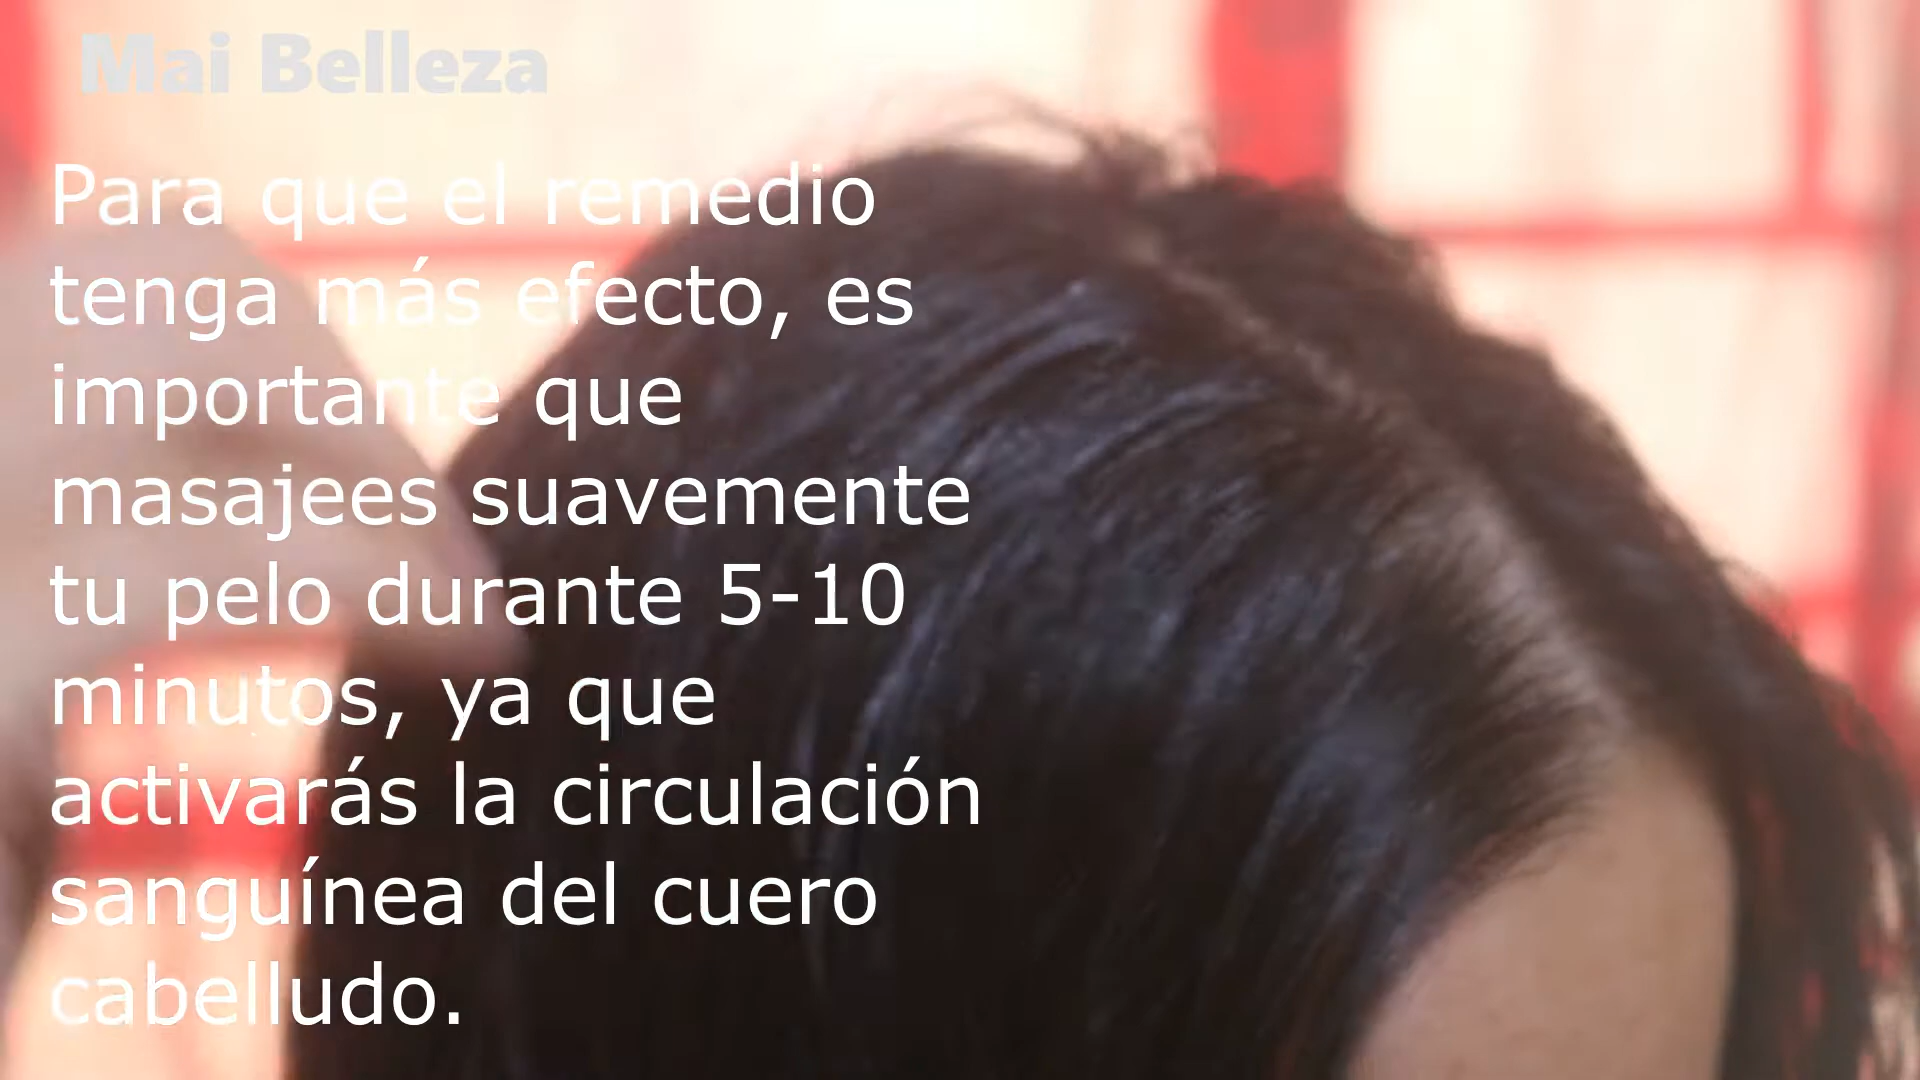 Mai Belleza
Para que el remedio
tenga más efecto, es
importante que
masajees suavemente
tu pelo durante 5-10
minutos, ya que
activarás la circulación
sanguínea del cuero
cabelludo.